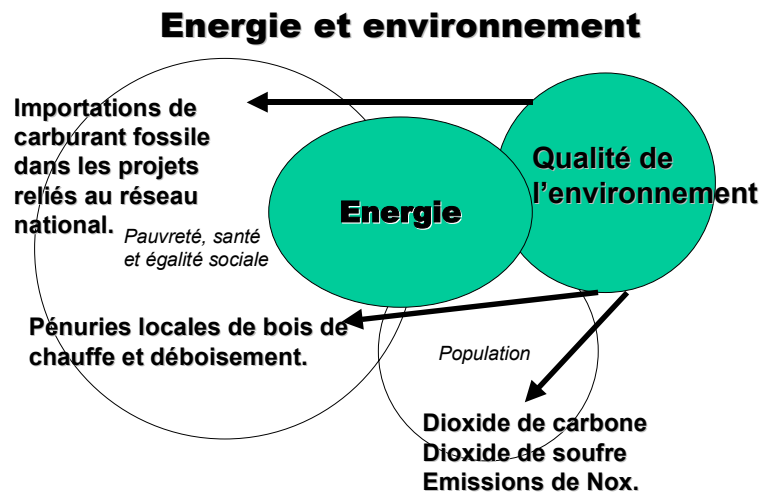 Energie et environnement
Importations de
carburant fossile
dans les projets
reliés au réseau
national.
Pauvreté, santé
et égalité sociale
Energie
Qualité de
l'environnement
Pénuries locales de bois de
chauffe et déboisement.
Population
Dioxide de carbone
Dioxide de soufre
Emissions de Nox.